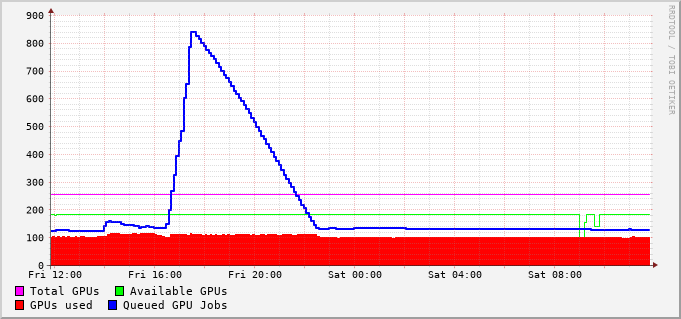 900
800
700
600
500
400
300
200
100
0
Fri 12:00 Fri 16:00 Fri 20:00 Sat 00:00 Sat 04:00 Sat 08:00
Total GPUs Available GPUs
GPUs used Queued GPU Jobs
RRDTOOL / TOBI OETIKER